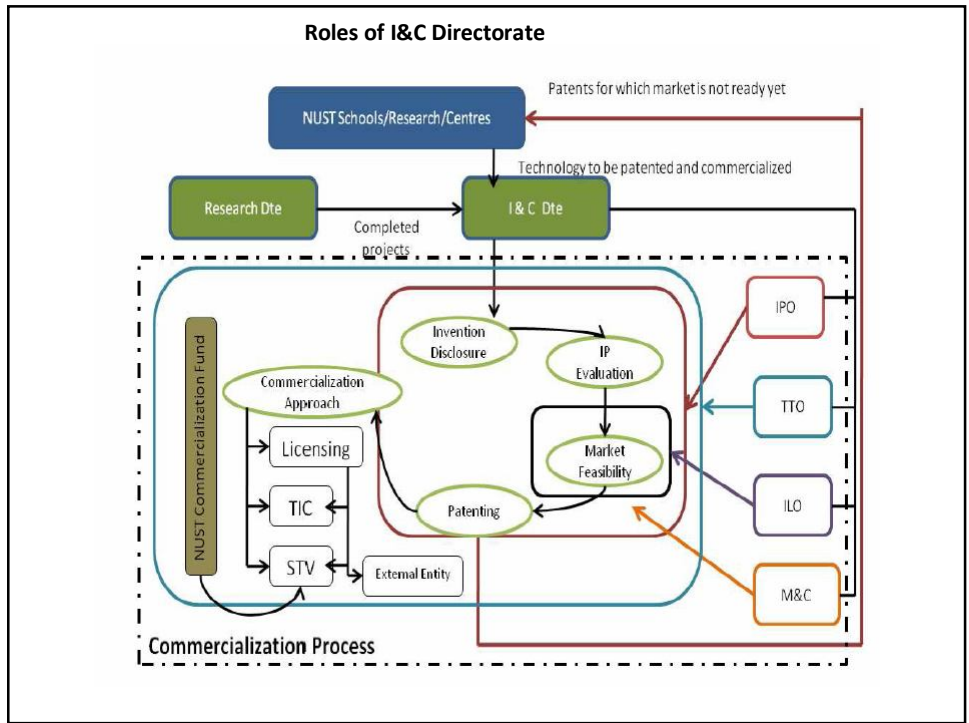 Roles of I&C Directorate
Patents for which market is not ready yet
NUST Schools/Research/Centres
Technology to be patented and commercialized
Research Dte
I & C Dte
Completed
projects
NUST Commercialization Fund
Invention
Disclosure
IP
Evaluation
IPO
Commercialization
Approach
TTO
Licensing
Market
Feasibility
TIC
Patenting
ILO
STV
External Entity
M&C
Commercialization Process